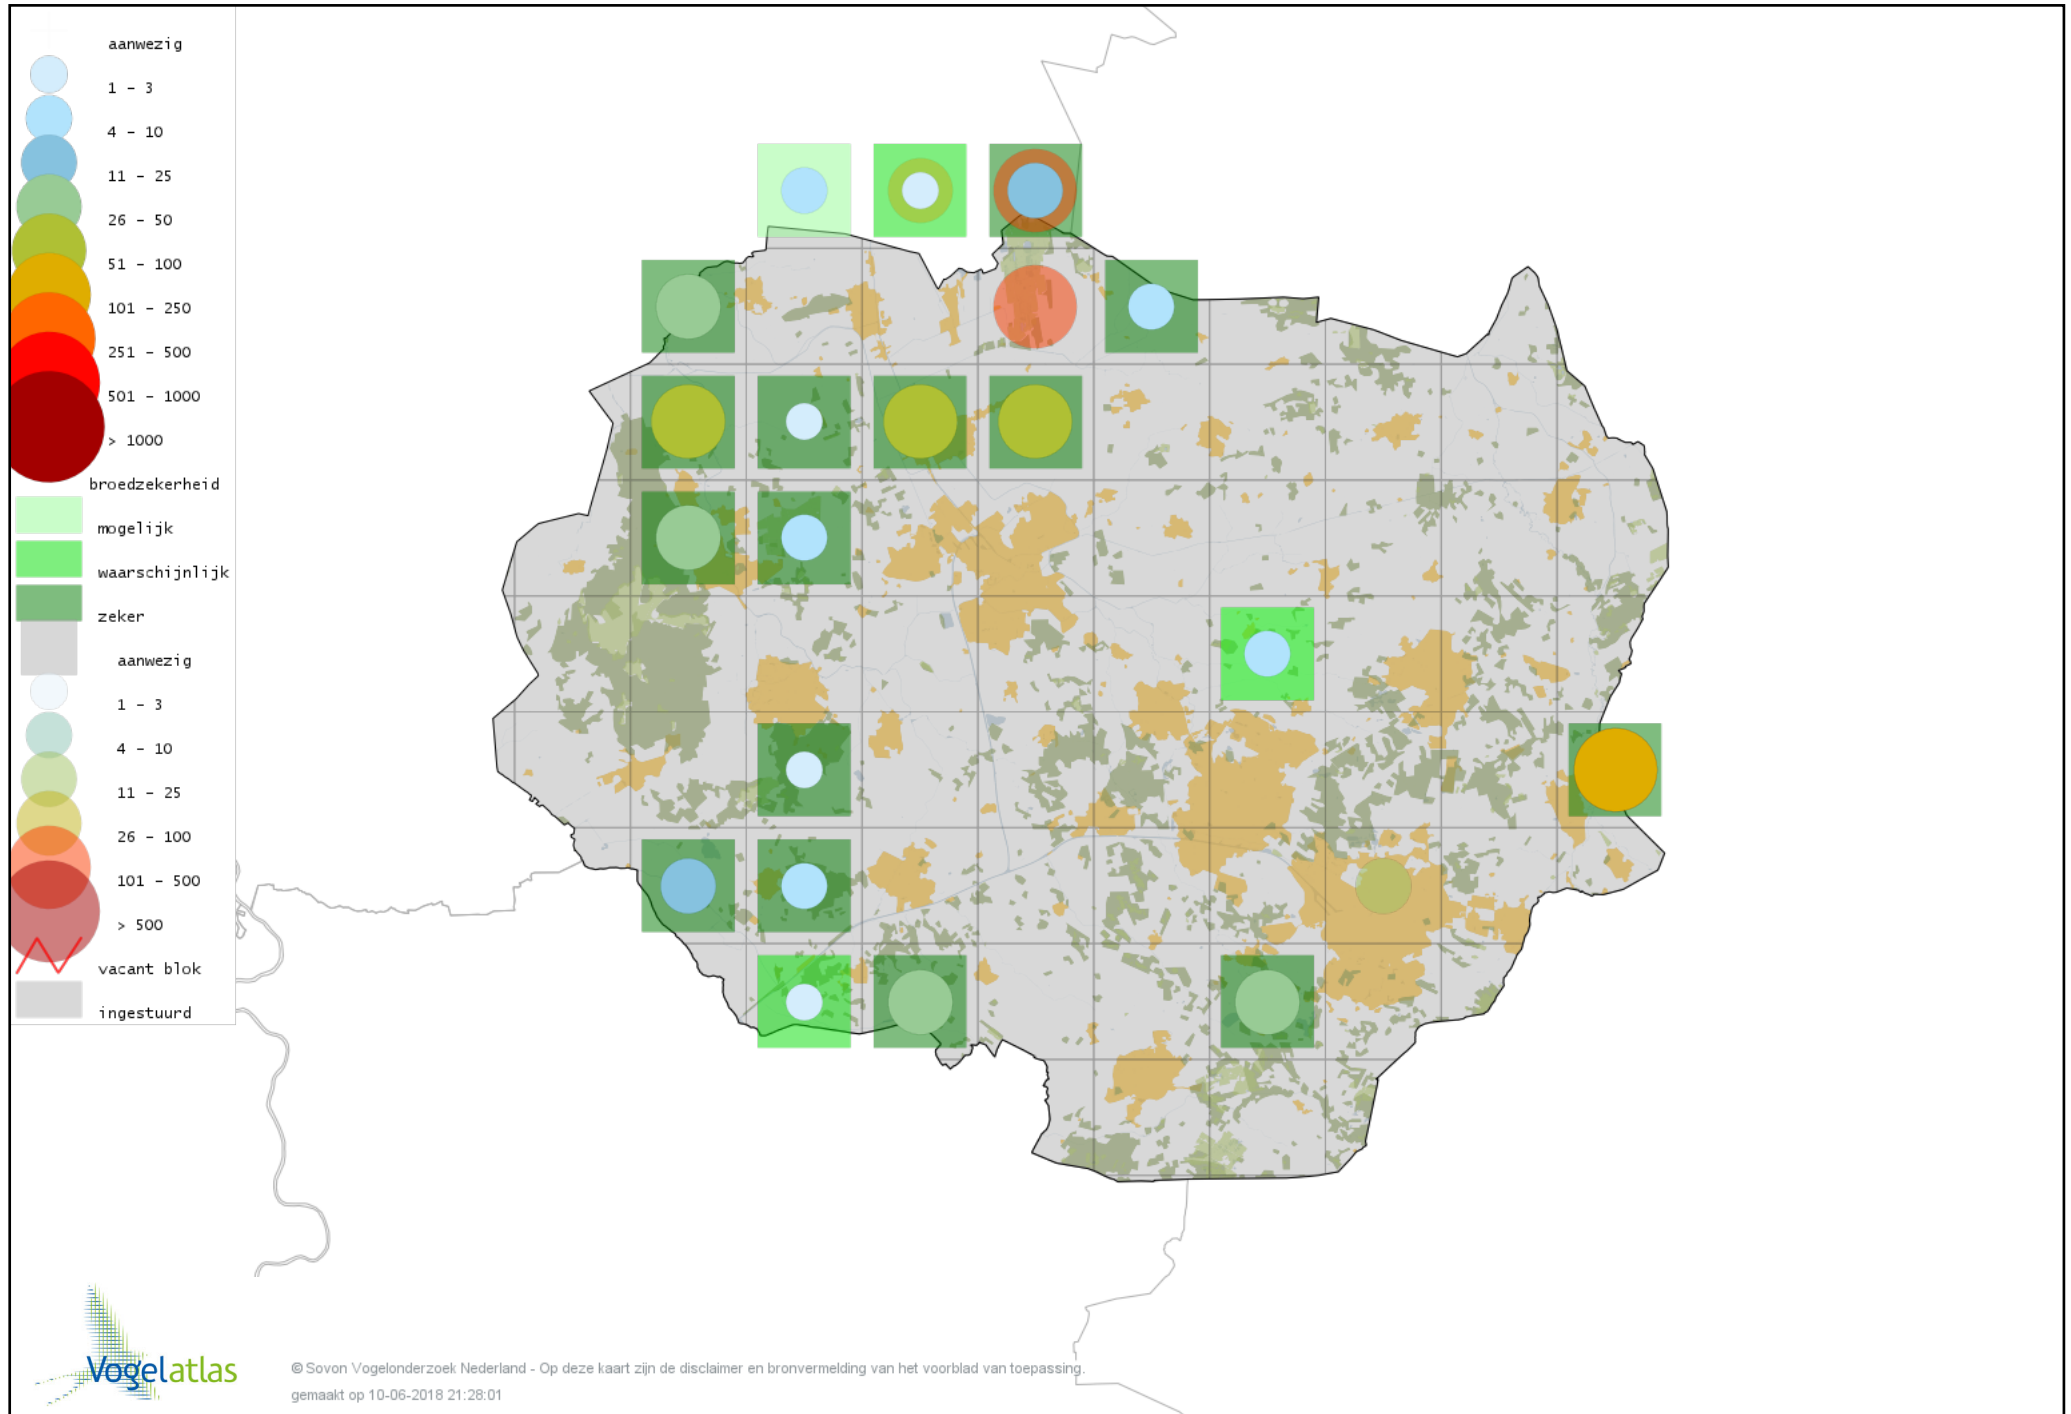 aanwezig
1 - 3
4 - 10
11 - 25
26 - 50
51 - 100
101 - 250
251 - 500
501 - 1000
> 1000
broedzekerheid
mogelijk
waarschijnlijk
zeker
aanwezig
1 - 3
4 - 10
11 - 25
26 - 100
101 - 500
> 500
vacant blok
ingestuurd
Vogelatlas
© Sovon Vogelonderzoek Nederland - Op deze kaart zijn de disclaimer en bronvermelding van het voorblad van toepassing.
gemaakt op 10-06-2018 21:28:01